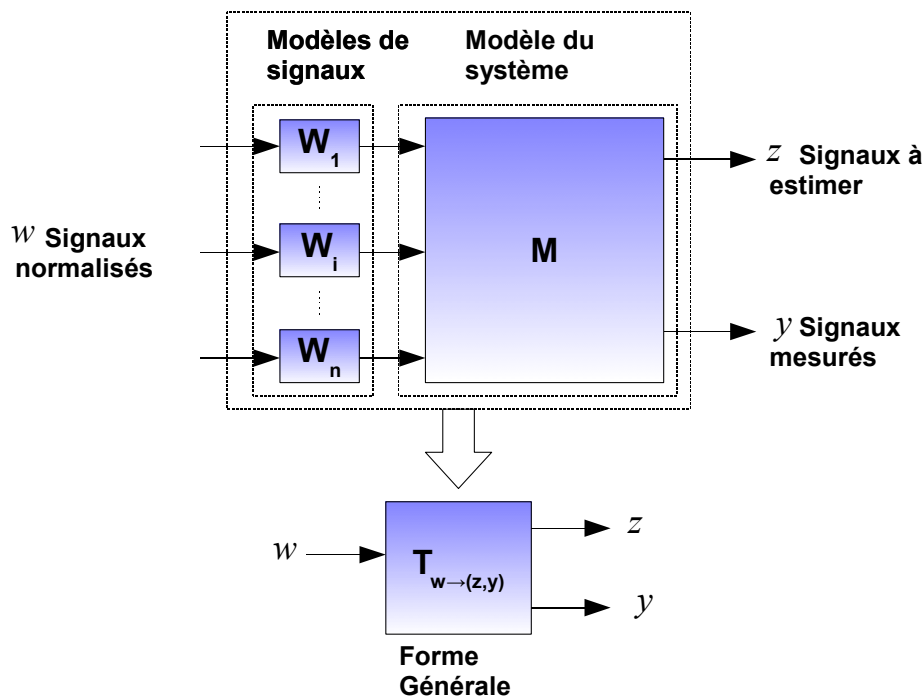 Modèles de
signaux
Modèle du
système
W1
Wi
Wn
M
w Signaux
normalisés
z Signaux à
estimer
y Signaux
mesurés
w
Tw→(z,y)
z
y
Forme
Générale